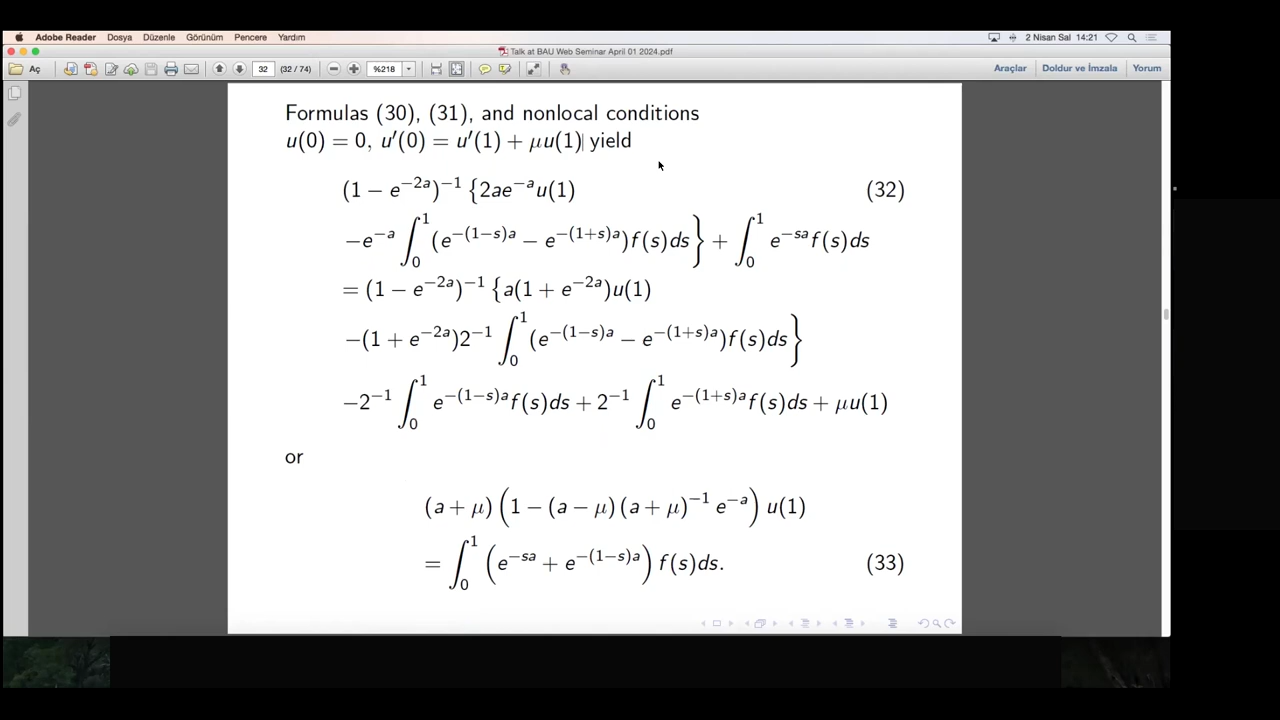 Adobe Reader Dosya Düzenle Görünüm Pencere Yardım 2 Nisan Sal 14:21
Talk at BAU Web Seminar April 01 2024.pdf
Aç 32 (32 / 74) %218 Araçlar Doldur ve İmzala Yorum
Formulas (30), (31), and nonlocal conditions
u(0) = 0, u′(0) = u′(1) + μu(1) yield
(1 − e^{−2a})^{−1} {2ae^{−a}u(1) (32)
−e^{−a} ∫_0^1 (e^{−(1−s)a} − e^{−(1+s)a})f(s)ds} + ∫_0^1 e^{−sa}f(s)ds
= (1 − e^{−2a})^{−1} {a(1 + e^{−2a})u(1)
−(1 + e^{−2a})2^{−1} ∫_0^1 (e^{−(1−s)a} − e^{−(1+s)a})f(s)ds}
−2^{−1} ∫_0^1 e^{−(1−s)a}f(s)ds + 2^{−1} ∫_0^1 e^{−(1+s)a}f(s)ds + μu(1)
or
(a + μ) (1 − (a − μ) (a + μ)^{−1} e^{−a}) u(1)
= ∫_0^1 (e^{−sa} + e^{−(1−s)a}) f(s)ds. (33)